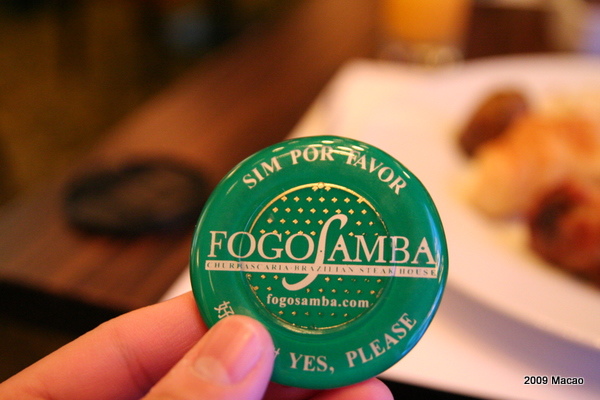 SIM POR FAVOR
FOGOSAMBA
CHURRASCARIA BRAZILIAN STEAK HOUSE
fogosamba.com
YES, PLEASE
2009 Macao